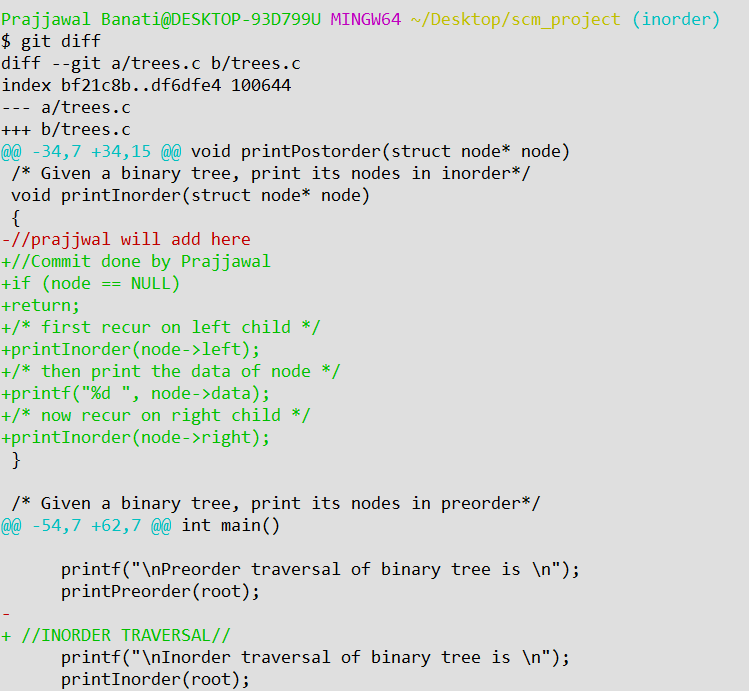 Prajjawal Banati@DESKTOP-93D799U MINGW64 ~/Desktop/scm_project (inorder)
$ git diff
diff --git a/trees.c b/trees.c
index bf21c8b..df6dfe4 100644
--- a/trees.c
+++ b/trees.c
@@ -34,7 +34,15 @@ void printPostorder(struct node* node)
 /* Given a binary tree, print its nodes in inorder*/
 void printInorder(struct node* node)
 {
-//prajjwal will add here
+//Commit done by Prajjawal
+if (node == NULL)
+return;
+/* first recur on left child */
+printInorder(node->left);
+/* then print the data of node */
+printf("%d ", node->data);
+/* now recur on right child */
+printInorder(node->right);
 }
 /* Given a binary tree, print its nodes in preorder*/
@@ -54,7 +62,7 @@ int main()
      printf("\nPreorder traversal of binary tree is \n");
      printPreorder(root);
-
+ //INORDER TRAVERSAL//
      printf("\nInorder traversal of binary tree is \n");
      printInorder(root);